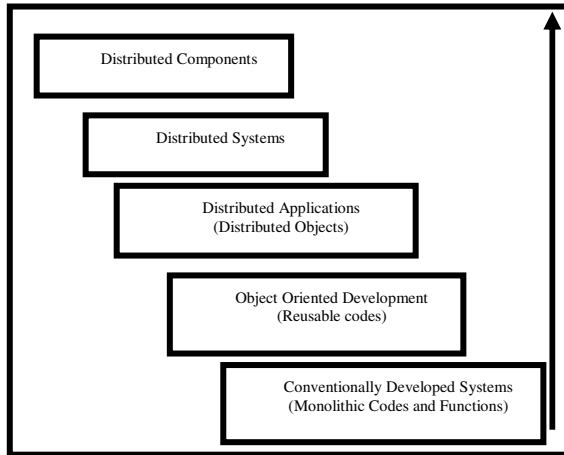 Distributed Components
Distributed Systems
Distributed Applications
(Distributed Objects)
Object Oriented Development
(Reusable codes)
Conventionally Developed Systems
(Monolithic Codes and Functions)